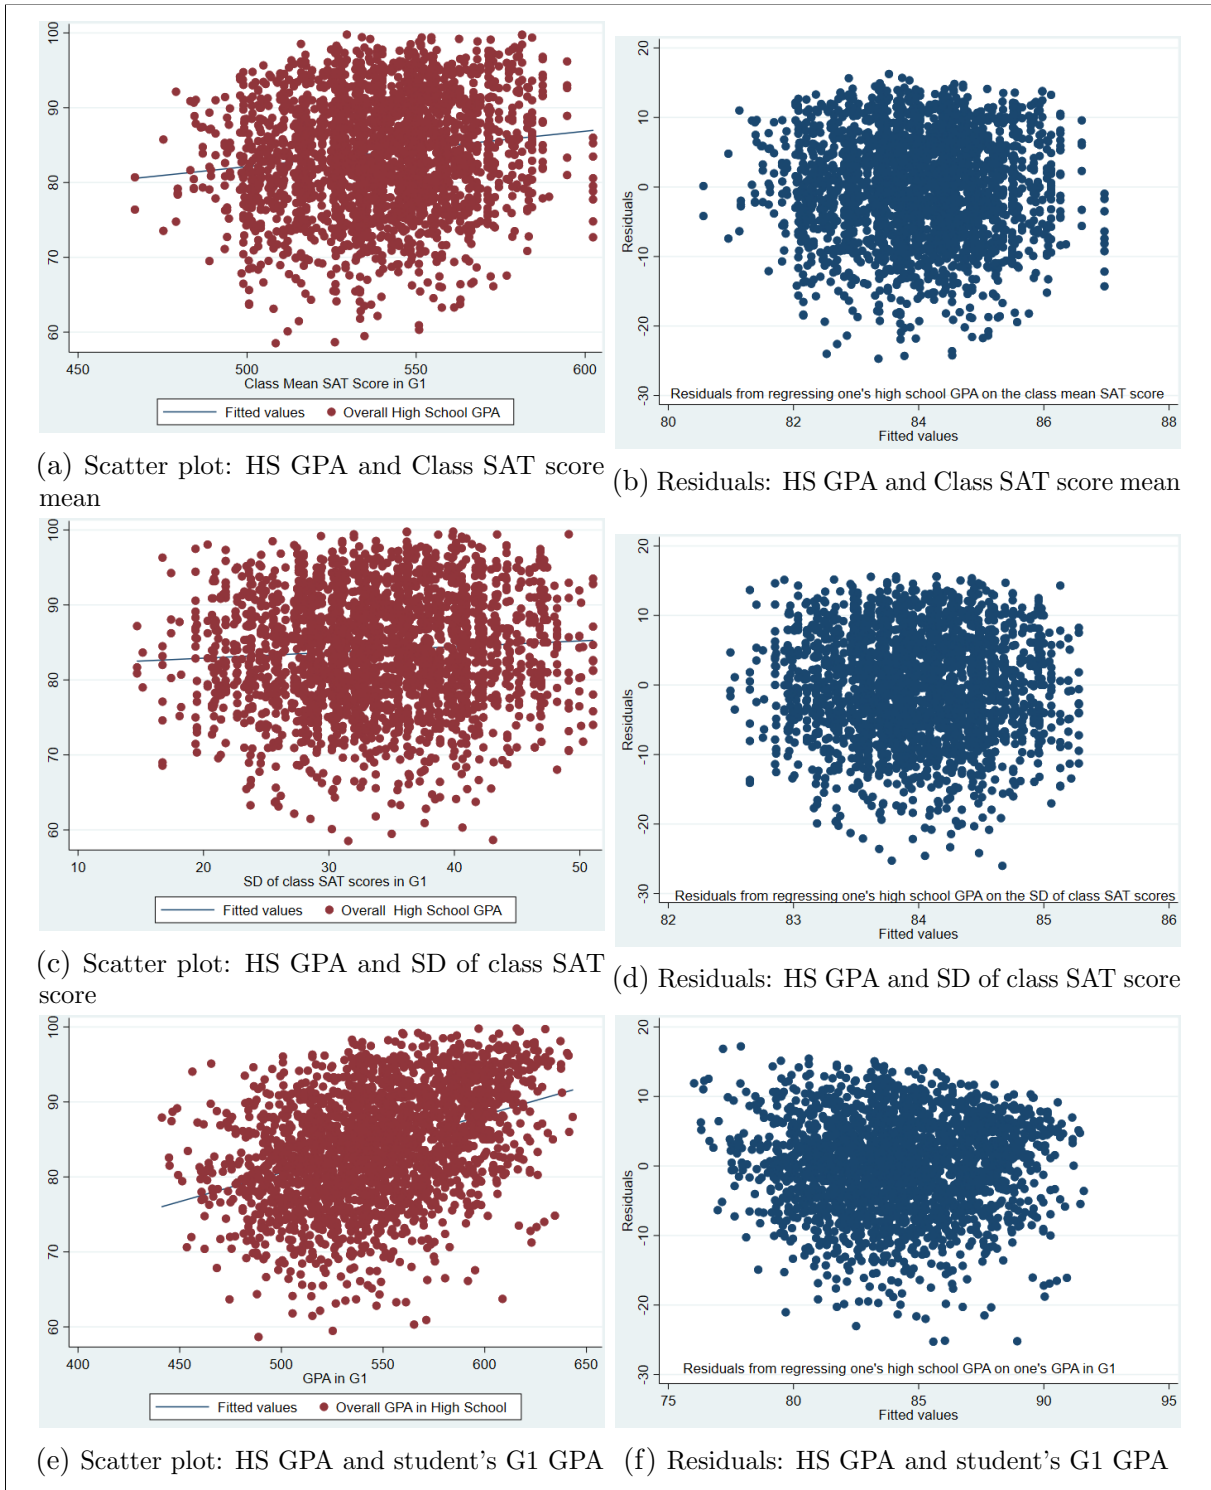 100
90
80
70
60
450 500 550 600
Class Mean SAT Score in G1
Fitted values Overall High School GPA
(a) Scatter plot: HS GPA and Class SAT score
mean
20
10
0
-10
-20
-30
Residuals
Residuals from regressing one's high school GPA on the class mean SAT score
80 82 84 86 88
Fitted values
(b) Residuals: HS GPA and Class SAT score mean
100
90
80
70
60
10 20 30 40 50
SD of class SAT scores in G1
Fitted values Overall High School GPA
(c) Scatter plot: HS GPA and SD of class SAT
score
20
10
0
-10
-20
-30
Residuals
Residuals from regressing one's high school GPA on the SD of class SAT scores
82 83 84 85 86
Fitted values
(d) Residuals: HS GPA and SD of class SAT score
100
90
80
70
60
400 450 500 550 600 650
GPA in G1
Fitted values Overall GPA in High School
(e) Scatter plot: HS GPA and student's G1 GPA
20
10
0
-10
-20
-30
Residuals
Residuals from regressing one's high school GPA on one's GPA in G1
75 80 85 90 95
Fitted values
(f) Residuals: HS GPA and student's G1 GPA